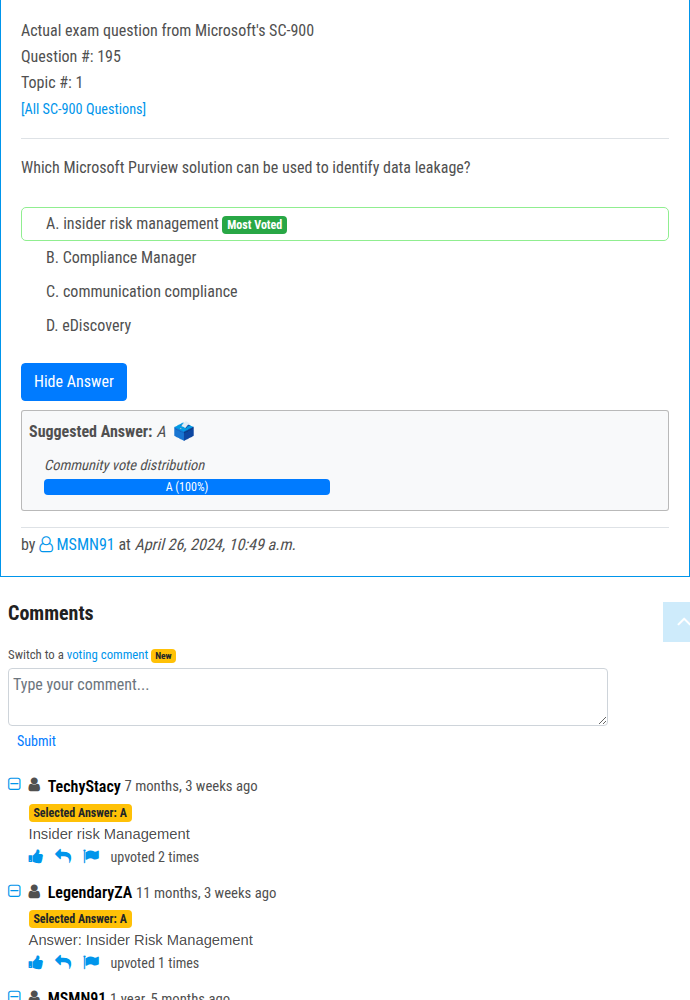 Actual exam question from Microsoft's SC-900
Question #: 195
Topic #: 1
[All SC-900 Questions]
Which Microsoft Purview solution can be used to identify data leakage?
A. insider risk management Most Voted
B. Compliance Manager
C. communication compliance
D. eDiscovery
Hide Answer
Suggested Answer: A
Community vote distribution
A (100%)
by MSMN91 at April 26, 2024, 10:49 a.m.
Comments
Switch to a voting comment New
Type your comment...
Submit
TechyStacy 7 months, 3 weeks ago
Selected Answer: A
Insider risk Management
upvoted 2 times
LegendaryZA 11 months, 3 weeks ago
Selected Answer: A
Answer: Insider Risk Management
upvoted 1 times
MSMN91 1 year, 5 months ago